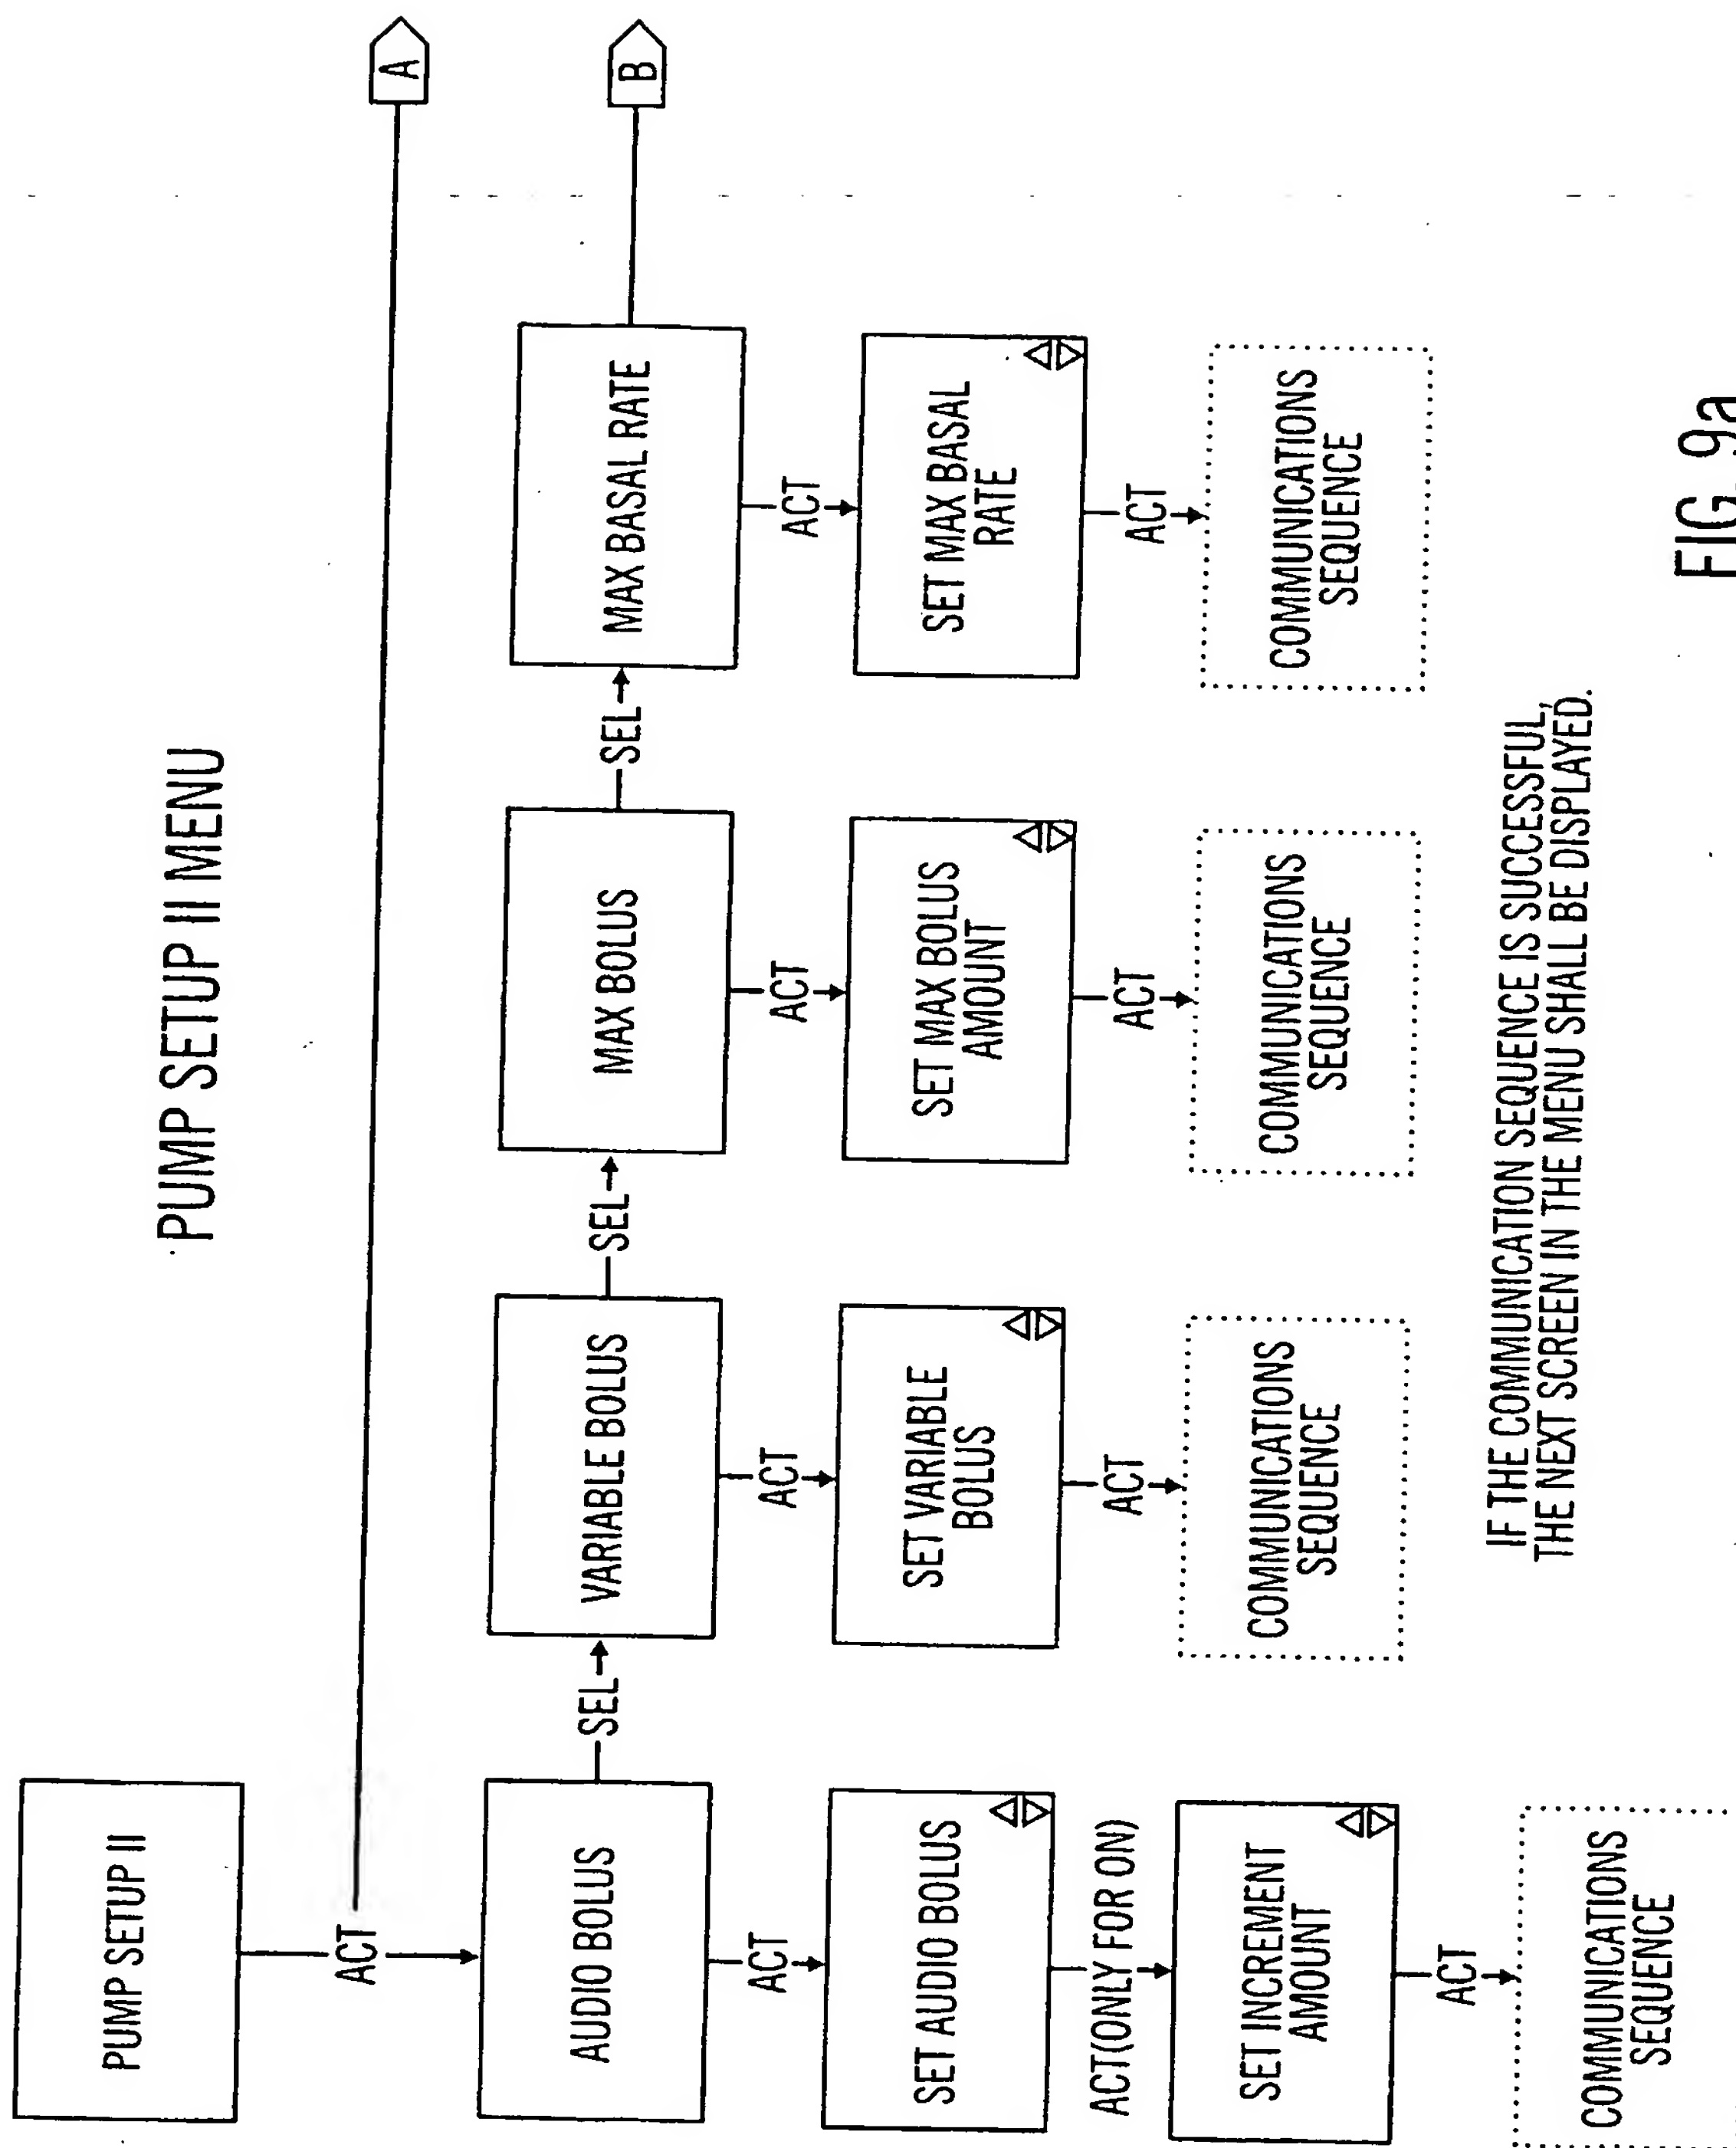 PUMP SETUP II MENU
PUMP SETUP II
ACT
A
AUDIO BOLUS
SEL
VARIABLE BOLUS
SEL
MAX BOLUS
SEL
MAX BASAL RATE
B
ACT
ACT
ACT
ACT
SET AUDIO BOLUS
SET VARIABLE
BOLUS
SET MAX BOLUS
AMOUNT
SET MAX BASAL
RATE
ACT(ONLY FOR ON)
ACT
ACT
ACT
SET INCREMENT
AMOUNT
COMMUNICATIONS
SEQUENCE
COMMUNICATIONS
SEQUENCE
COMMUNICATIONS
SEQUENCE
ACT
COMMUNICATIONS
SEQUENCE
IF THE COMMUNICATION SEQUENCE IS SUCCESSFUL,
THE NEXT SCREEN IN THE MENU SHALL BE DISPLAYED.
FIG. 9a